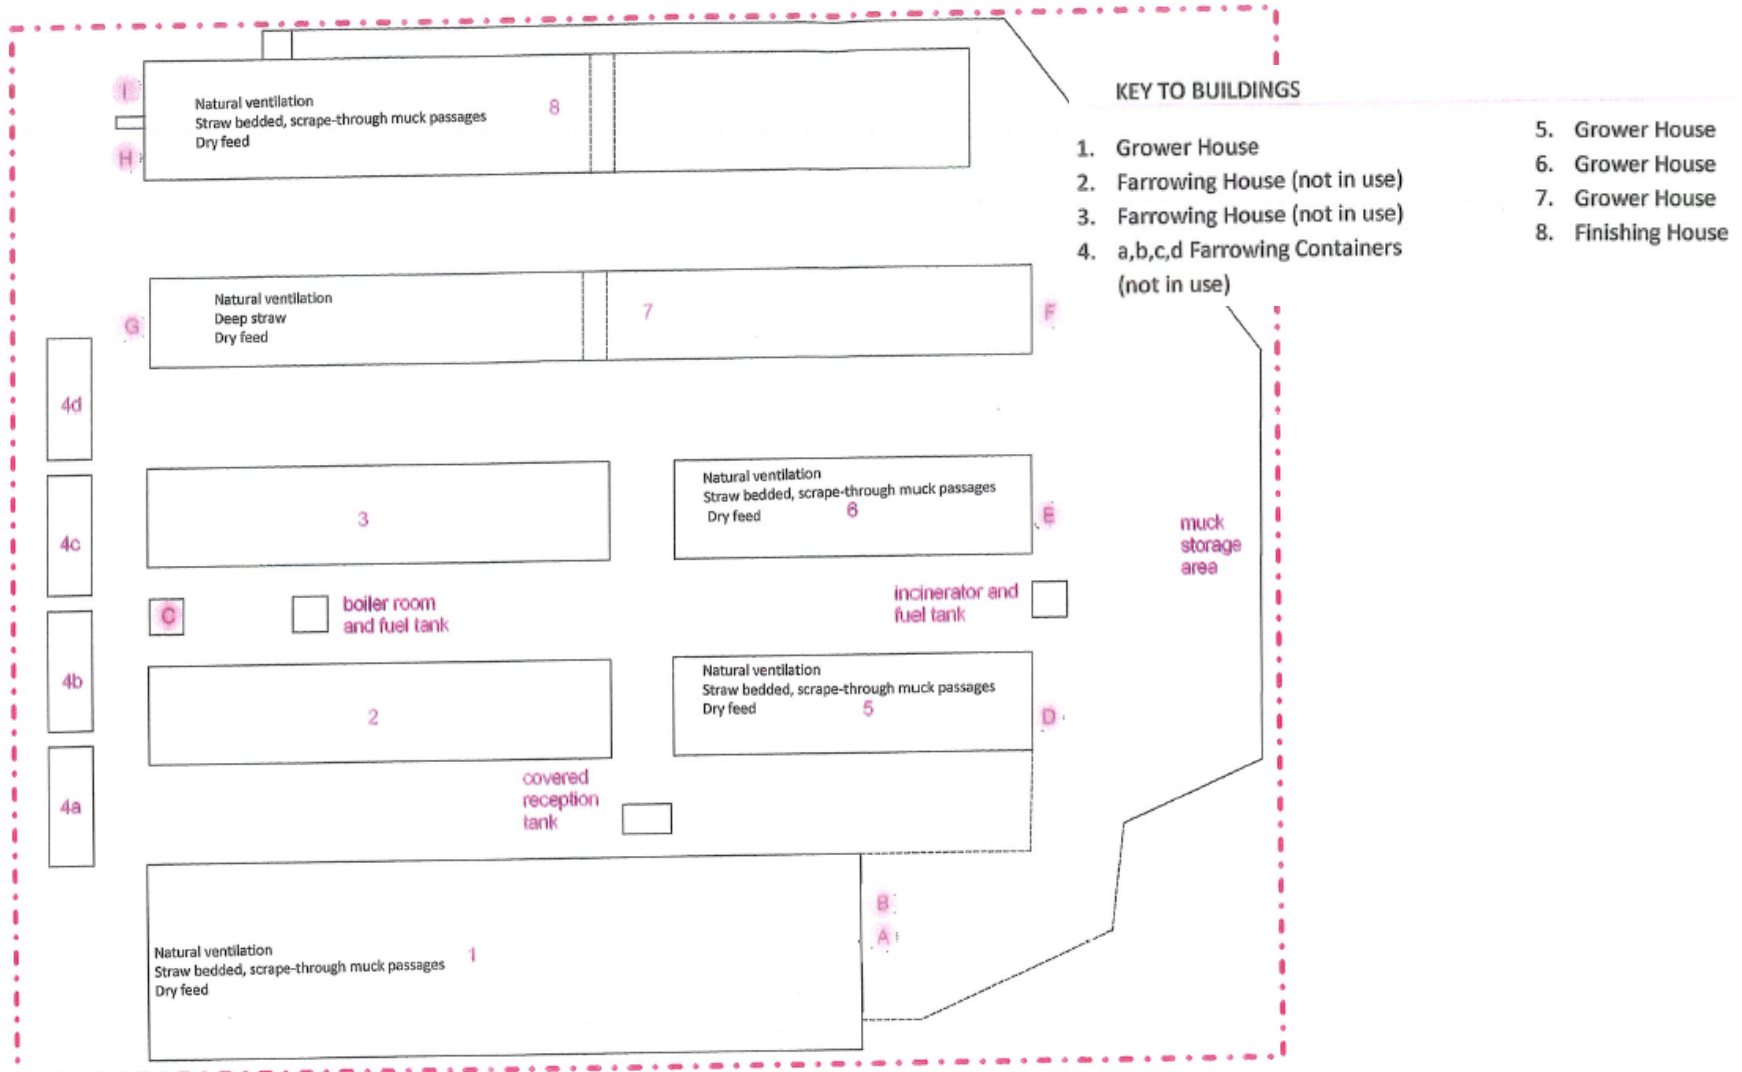 KEY TO BUILDINGS
1. Grower House
2. Farrowing House (not in use)
3. Farrowing House (not in use)
4. a,b,c,d Farrowing Containers
(not in use)
5. Grower House
6. Grower House
7. Grower House
8. Finishing House
I
H
Natural ventilation
Straw bedded, scrape-through muck passages
Dry feed
8
G
Natural ventilation
Deep straw
Dry feed
7
F
4d
4c
4b
4a
3
Natural ventilation
Straw bedded, scrape-through muck passages
Dry feed
6
E
muck
storage
area
C
boiler room
and fuel tank
incinerator and
fuel tank
2
Natural ventilation
Straw bedded, scrape-through muck passages
Dry feed
5
D
covered
reception
tank
B
A
Natural ventilation
Straw bedded, scrape-through muck passages
Dry feed
1